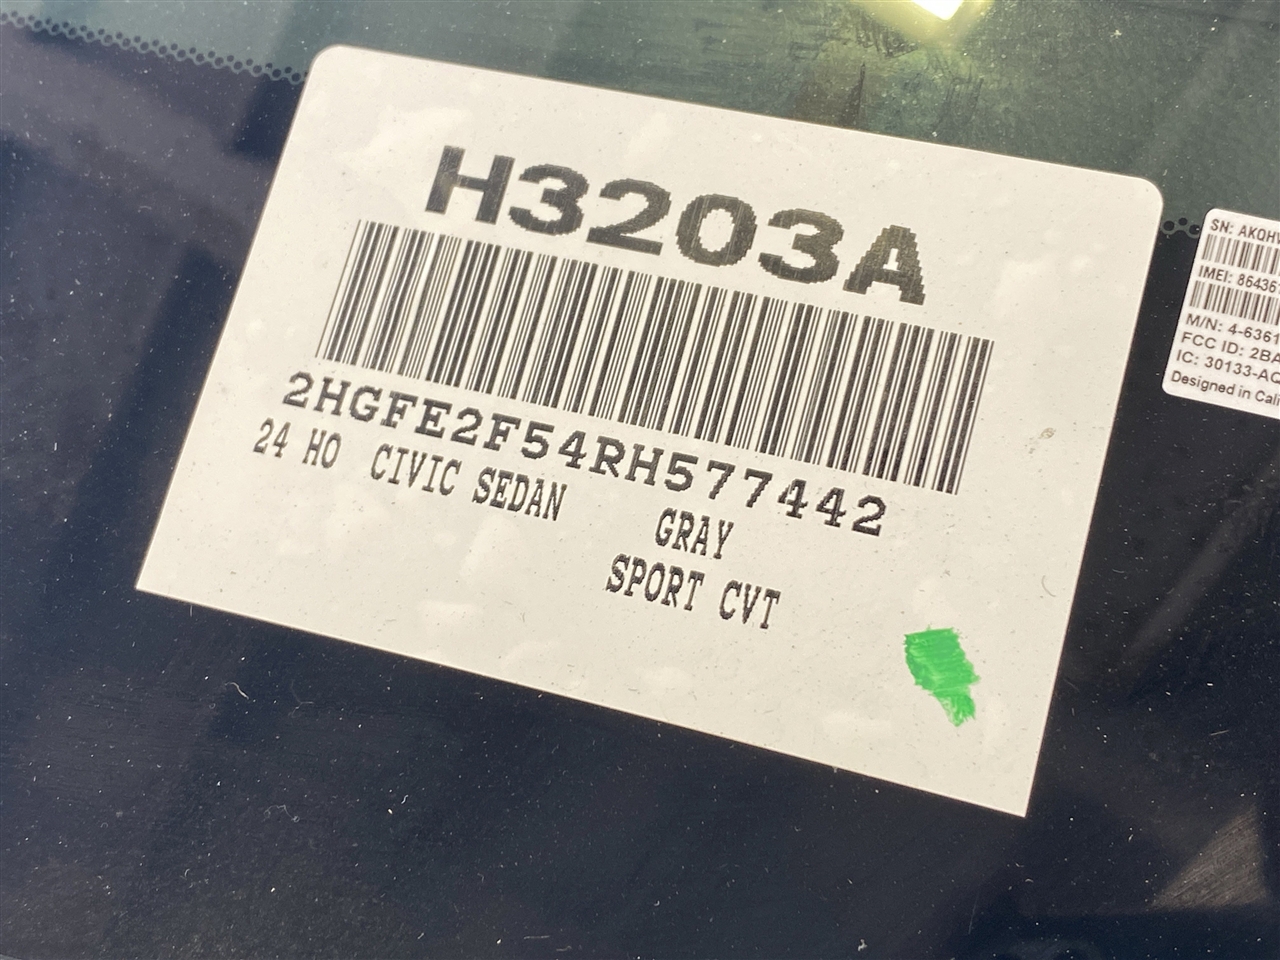 H3203A
2HGFE2F54RH577442
24 HO CIVIC SEDAN GRAY
SPORT CVT
SN: AKQHV
IMEI: 86436
M/N: 4-6361
FCC ID: 2BA
IC: 30133-AQ
Designed in Cali